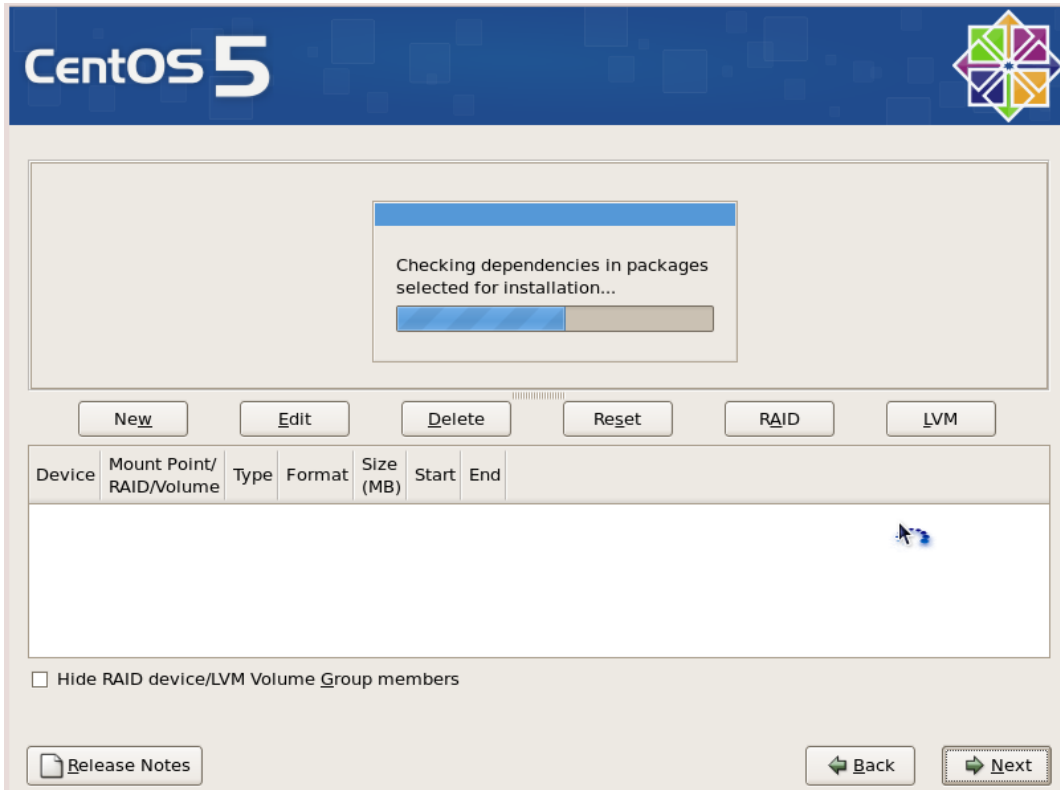 CentOS 5
Checking dependencies in packages
selected for installation...
New Edit Delete Reset RAID LVM
Device Mount Point/ RAID/Volume Type Format Size (MB) Start End
Hide RAID device/LVM Volume Group members
Release Notes Back Next